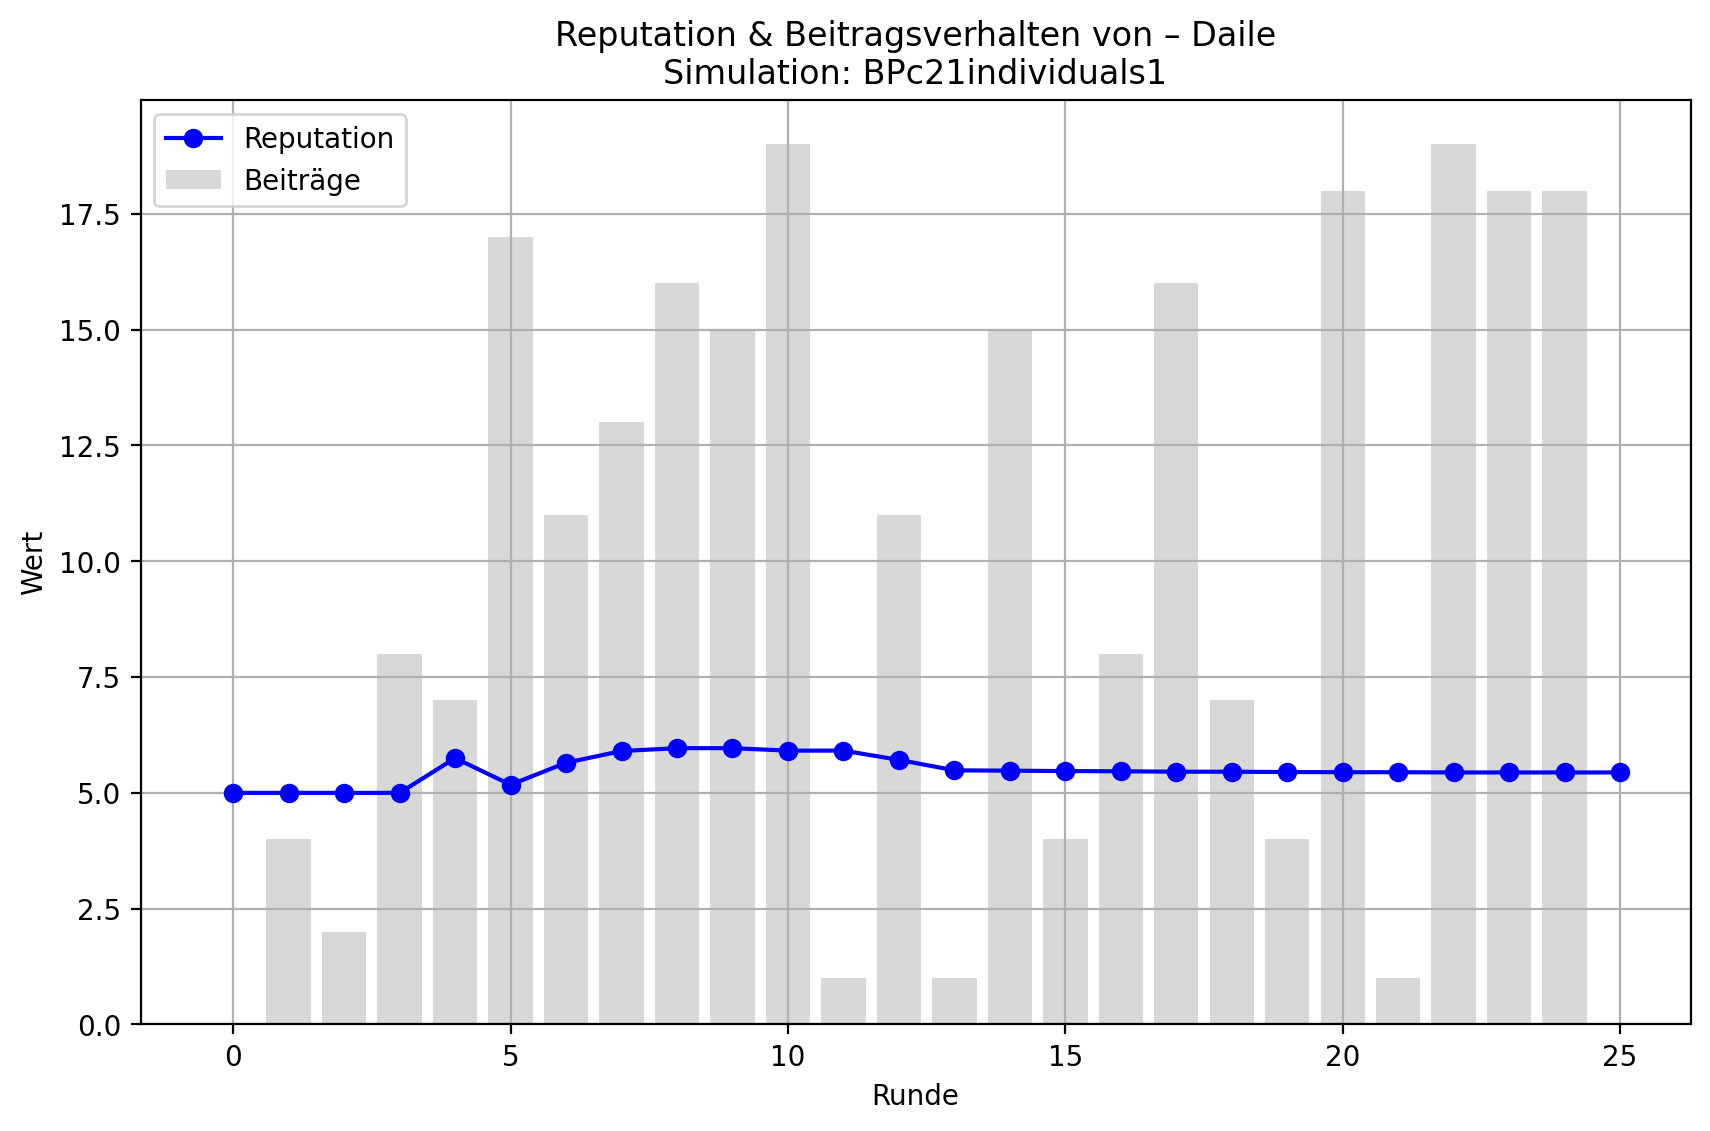 Reputation & Beitragsverhalten von – Daile
Simulation: BPc21individuals1
Reputation
Beiträge
17.5
15.0
12.5
10.0
7.5
5.0
2.5
0.0
Wert
0 5 10 15 20 25
Runde